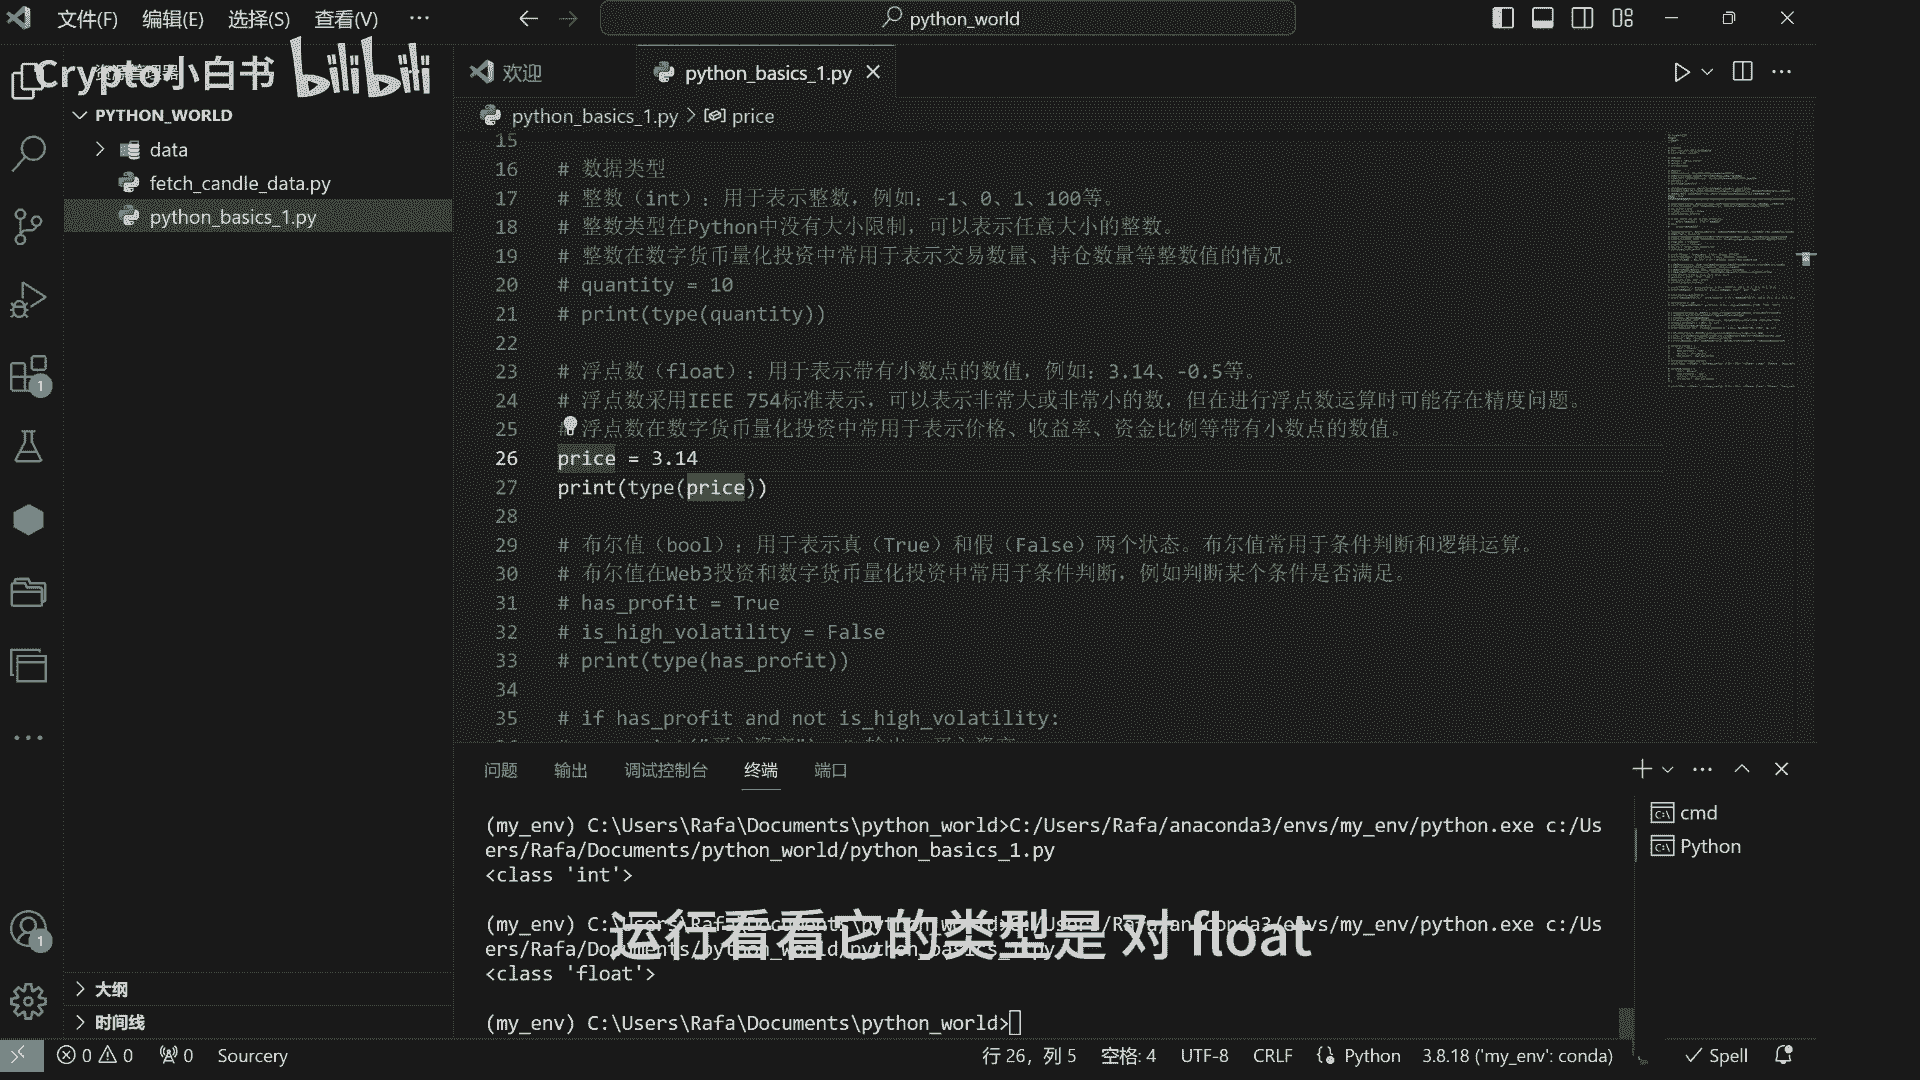 文件(F) 编辑(E) 选择(S) 查看(V) ··· python_world
Crypto小白书 bilibili
欢迎 python_basics_1.py
PYTHON_WORLD
data
fetch_candle_data.py
python_basics_1.py
python_basics_1.py > price
15
16 # 数据类型
17 # 整数（int）：用于表示整数，例如：-1、0、1、100等。
18 # 整数类型在Python中没有大小限制，可以表示任意大小的整数。
19 # 整数在数字货币量化投资中常用于表示交易数量、持仓数量等整数值的情况。
20 # quantity = 10
21 # print(type(quantity))
22
23 # 浮点数（float）：用于表示带有小数点的数值，例如：3.14、-0.5等。
24 # 浮点数采用IEEE 754标准表示，可以表示非常大或非常小的数，但在进行浮点数运算时可能存在精度问题。
25 # 浮点数在数字货币量化投资中常用于表示价格、收益率、资金比例等带有小数点的数值。
26 price = 3.14
27 print(type(price))
28
29 # 布尔值（bool）：用于表示真（True）和假（False）两个状态。布尔值常用于条件判断和逻辑运算。
30 # 布尔值在Web3投资和数字货币量化投资中常用于条件判断，例如判断某个条件是否满足。
31 # has_profit = True
32 # is_high_volatility = False
33 # print(type(has_profit))
34
35 # if has_profit and not is_high_volatility:
问题 输出 调试控制台 终端 端口
(my_env) C:\Users\Rafa\Documents\python_world>C:/Users/Rafa/anaconda3/envs/my_env/python.exe c:/Us
ers/Rafa/Documents/python_world/python_basics_1.py
<class 'int'>
(my_env) C:\Users\Rafa\Documents\python_world>C:/Users/Rafa/anaconda3/envs/my_env/python.exe c:/Us
ers/Rafa/Documents/python_world/python_basics_1.py
<class 'float'>
(my_env) C:\Users\Rafa\Documents\python_world>
cmd
Python
运行看看它的类型是 对 float
大纲
时间线
0 0 0 Sourcery 行 26，列 5 空格: 4 UTF-8 CRLF Python 3.8.18 ('my_env': conda) Spell